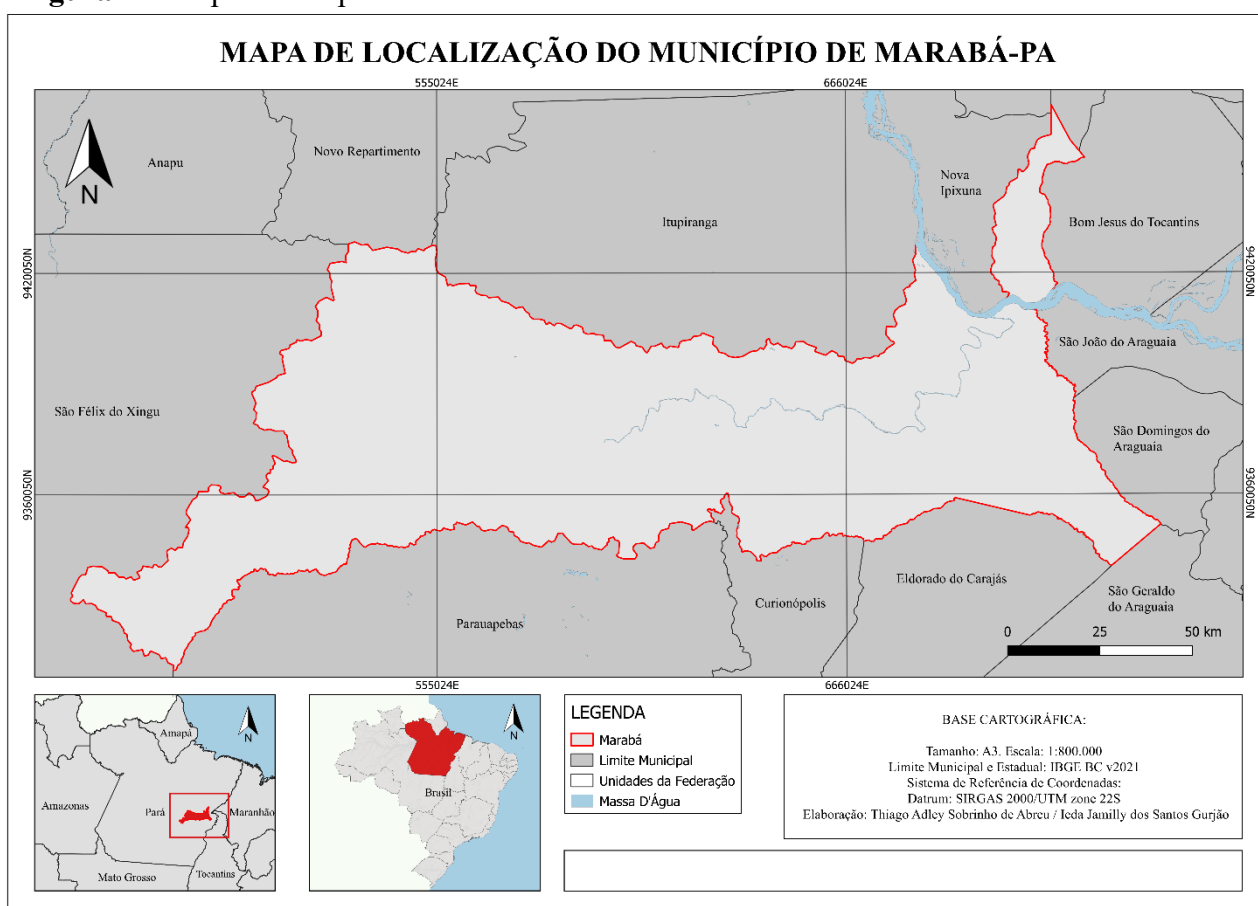 MAPA DE LOCALIZAÇÃO DO MUNICÍPIO DE MARABÁ-PA
555024E
666024E
N
Anapu
Novo Repartimento
Itupiranga
Nova
Ipixuna
Bom Jesus do Tocantins
9420050N
9420050N
São João do Araguaia
São Félix do Xingu
São Domingos do
Araguaia
9360050N
9360050N
Eldorado do Carajás
São Geraldo
do Araguaia
Curionópolis
Parauapebas
0
25
50 km
555024E
666024E
N
Amapá
Amazonas
Pará
Maranhão
Mato Grosso
Tocantins
N
Brasil
LEGENDA
Marabá
Limite Municipal
Unidades da Federação
Massa D'Água
BASE CARTOGRÁFICA:
Tamanho: A3. Escala: 1:800.000
Limite Municipal e Estadual: IBGE BC v2021
Sistema de Referência de Coordenadas:
Datrum: SIRGAS 2000/UTM zone 22S
Elaboração: Thiago Adley Sobrinho de Abreu / Ieda Jamilly dos Santos Gurjão